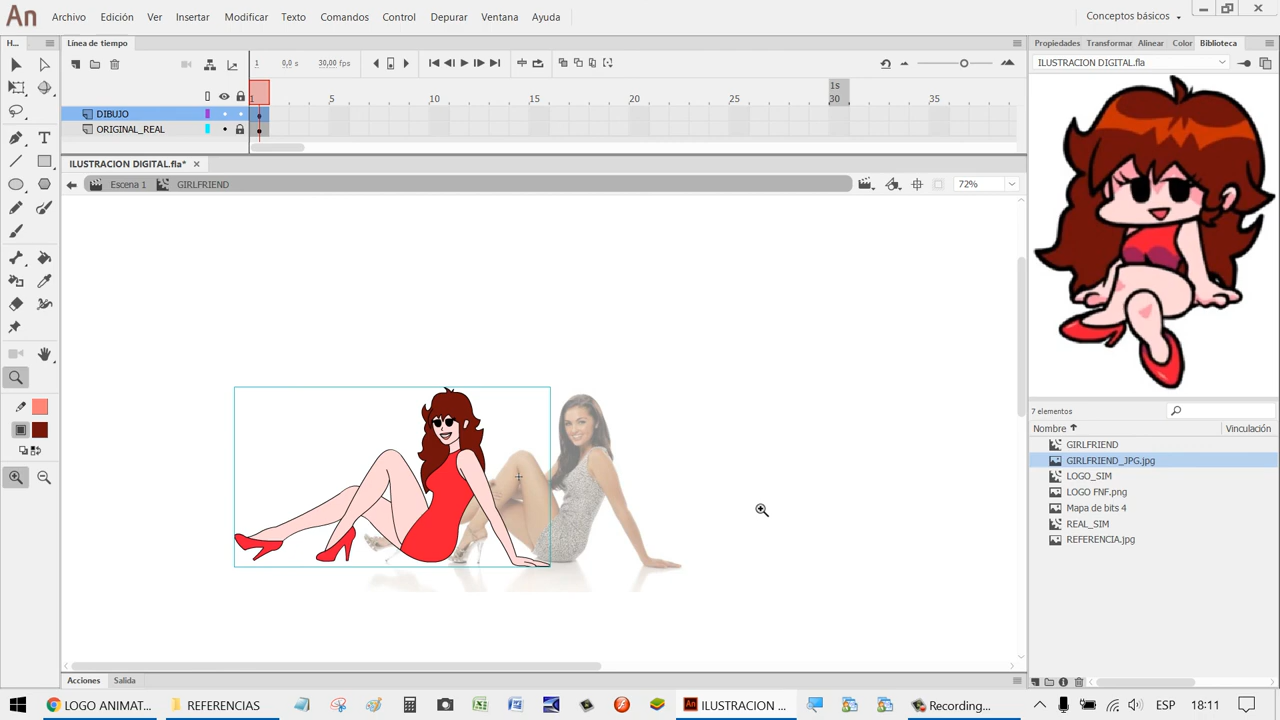 An Archivo Edición Ver Insertar Modificar Texto Comandos Control Depurar Ventana Ayuda Conceptos básicos
H... Línea de tiempo Propiedades Transformar Alinear Color Biblioteca
1 0,0 s 30,00 fps ILUSTRACION DIGITAL.fla
1s
1 5 10 15 20 25 30 35
DIBUJO
ORIGINAL_REAL
ILUSTRACION DIGITAL.fla*
Escena 1 GIRLFRIEND 72%
7 elementos
Nombre Vinculación
GIRLFRIEND
GIRLFRIEND_JPG.jpg
LOGO_SIM
LOGO FNF.png
Mapa de bits 4
REAL_SIM
REFERENCIA.jpg
Acciones Salida
LOGO ANIMAT... REFERENCIAS ILUSTRACION ... Recording... ESP 18:11